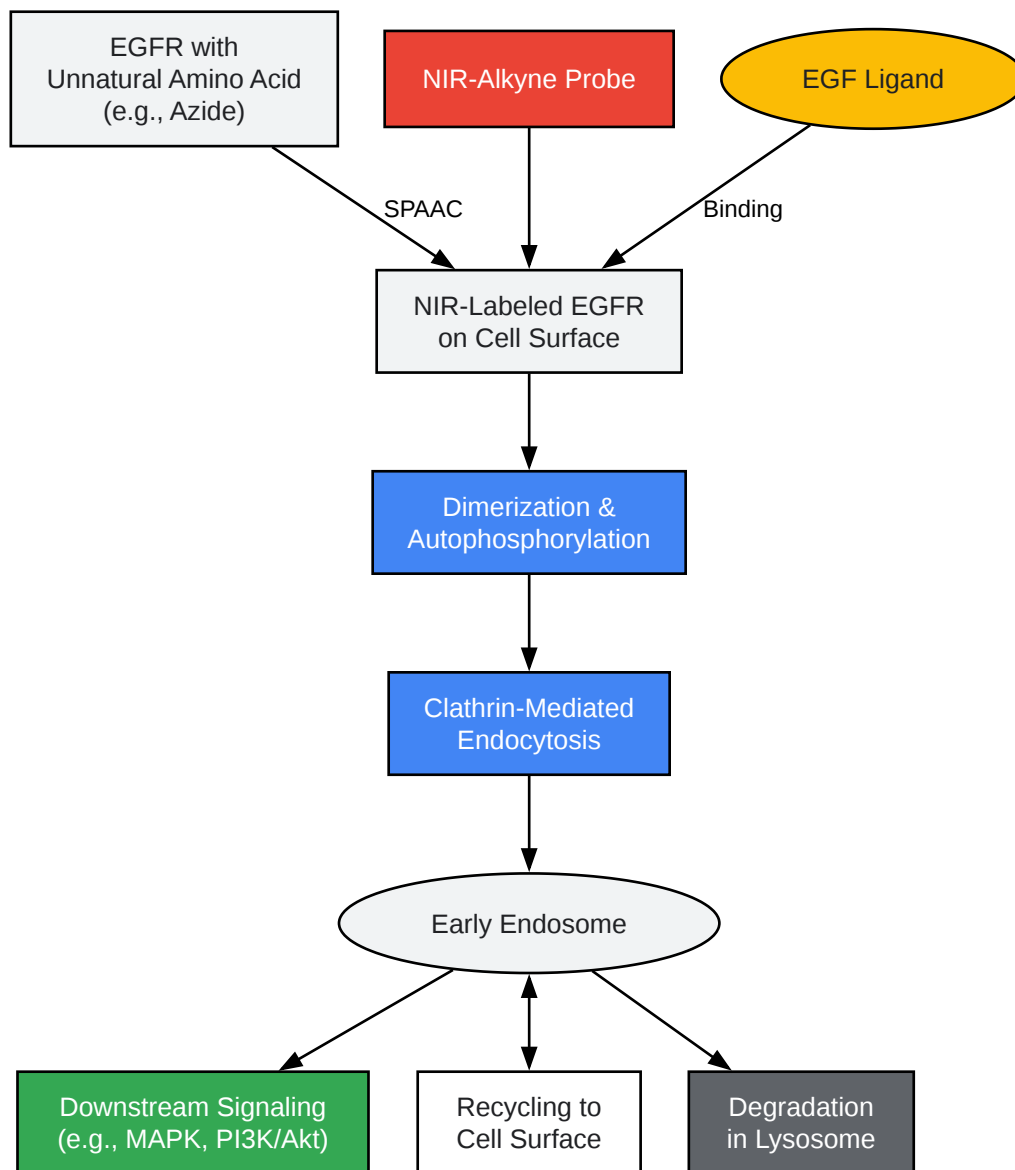 EGFR with
Unnatural Amino Acid
(e.g., Azide)
NIR-Alkyne Probe
EGF Ligand
SPAAC
Binding
NIR-Labeled EGFR
on Cell Surface
Dimerization &
Autophosphorylation
Clathrin-Mediated
Endocytosis
Early Endosome
Downstream Signaling
(e.g., MAPK, PI3K/Akt)
Recycling to
Cell Surface
Degradation
in Lysosome